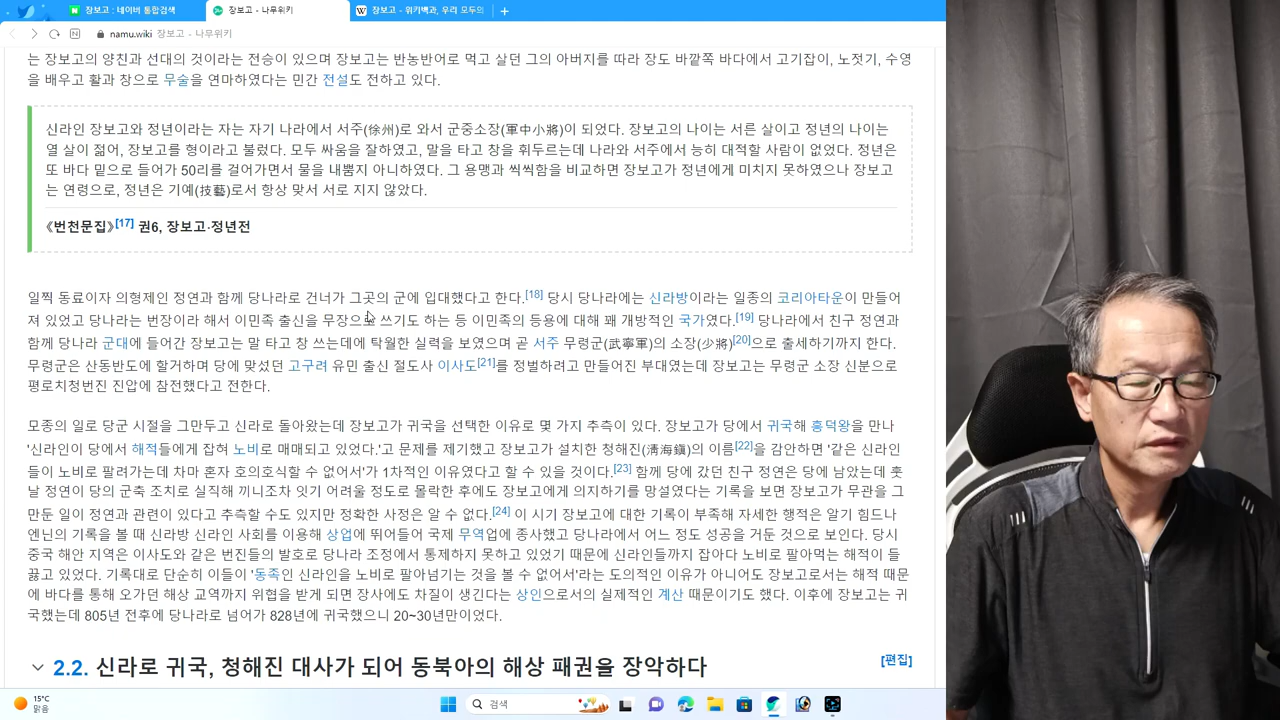 장보고 : 네이버 통합검색
장보고 - 나무위키
장보고 - 위키백과, 우리 모두의
namu.wiki 장보고 - 나무위키
는 장보고의 양친과 선대의 것이라는 전승이 있으며 장보고는 반농반어로 먹고 살던 그의 아버지를 따라 장도 바깥쪽 바다에서 고기잡이, 노젓기, 수영
을 배우고 활과 창으로 무술을 연마하였다는 민간 전설도 전하고 있다.
신라인 장보고와 정년이라는 자는 자기 나라에서 서주(徐州)로 와서 군중소장(軍中小將)이 되었다. 장보고의 나이는 서른 살이고 정년의 나이는
열 살이 젊어, 장보고를 형이라고 불렀다. 모두 싸움을 잘하였고, 말을 타고 창을 휘두르는데 나라와 서주에서 능히 대적할 사람이 없었다. 정년은
또 바다 밑으로 들어가 50리를 걸어가면서 물을 내뿜지 아니하였다. 그 용맹과 씩씩함을 비교하면 장보고가 정년에게 미치지 못하였으나 장보고
는 연령으로, 정년은 기예(技藝)로서 항상 맞서 서로 지지 않았다.
《번천문집》[17] 권6, 장보고·정년전
일찍 동료이자 의형제인 정연과 함께 당나라로 건너가 그곳의 군에 입대했다고 한다.[18] 당시 당나라에는 신라방이라는 일종의 코리아타운이 만들어
져 있었고 당나라는 번장이라 해서 이민족 출신을 무장으로 쓰기도 하는 등 이민족의 등용에 대해 꽤 개방적인 국가였다.[19] 당나라에서 친구 정연과
함께 당나라 군대에 들어간 장보고는 말 타고 창 쓰는데에 탁월한 실력을 보였으며 곧 서주 무령군(武寧軍)의 소장(少將)[20]으로 출세하기까지 한다.
무령군은 산동반도에 할거하며 당에 맞섰던 고구려 유민 출신 절도사 이사도[21]를 정벌하려고 만들어진 부대였는데 장보고는 무령군 소장 신분으로
평로치청번진 진압에 참전했다고 전한다.
모종의 일로 당군 시절을 그만두고 신라로 돌아왔는데 장보고가 귀국을 선택한 이유로 몇 가지 추측이 있다. 장보고가 당에서 귀국해 흥덕왕을 만나
'신라인이 당에서 해적들에게 잡혀 노비로 매매되고 있었다.'고 문제를 제기했고 장보고가 설치한 청해진(淸海鎭)의 이름[22]을 감안하면 '같은 신라인
들이 노비로 팔려가는데 차마 혼자 호의호식할 수 없어서'가 1차적인 이유였다고 할 수 있을 것이다.[23] 함께 당에 갔던 친구 정연은 당에 남았는데 훗
날 정연이 당의 군축 조치로 실직해 끼니조차 잇기 어려울 정도로 몰락한 후에도 장보고에게 의지하기를 망설였다는 기록을 보면 장보고가 무관을 그
만둔 일이 정연과 관련이 있다고 추측할 수도 있지만 정확한 사정은 알 수 없다.[24] 이 시기 장보고에 대한 기록이 부족해 자세한 행적은 알기 힘드나
엔닌의 기록을 볼 때 신라방 신라인 사회를 이용해 상업에 뛰어들어 국제 무역업에 종사했고 당나라에서 어느 정도 성공을 거둔 것으로 보인다. 당시
중국 해안 지역은 이사도와 같은 번진들의 발호로 당나라 조정에서 통제하지 못하고 있었기 때문에 신라인들까지 잡아다 노비로 팔아먹는 해적이 들
끓고 있었다. 기록대로 단순히 이들이 '동족인 신라인을 노비로 팔아넘기는 것을 볼 수 없어서'라는 도의적인 이유가 아니어도 장보고로서는 해적 때문
에 바다를 통해 오가던 해상 교역까지 위협을 받게 되면 장사에도 차질이 생긴다는 상인으로서의 실제적인 계산 때문이기도 했다. 이후에 장보고는 귀
국했는데 805년 전후에 당나라로 넘어가 828년에 귀국했으니 20~30년만이었다.
2.2. 신라로 귀국, 청해진 대사가 되어 동북아의 해상 패권을 장악하다
[편집]
15°C
맑음
검색